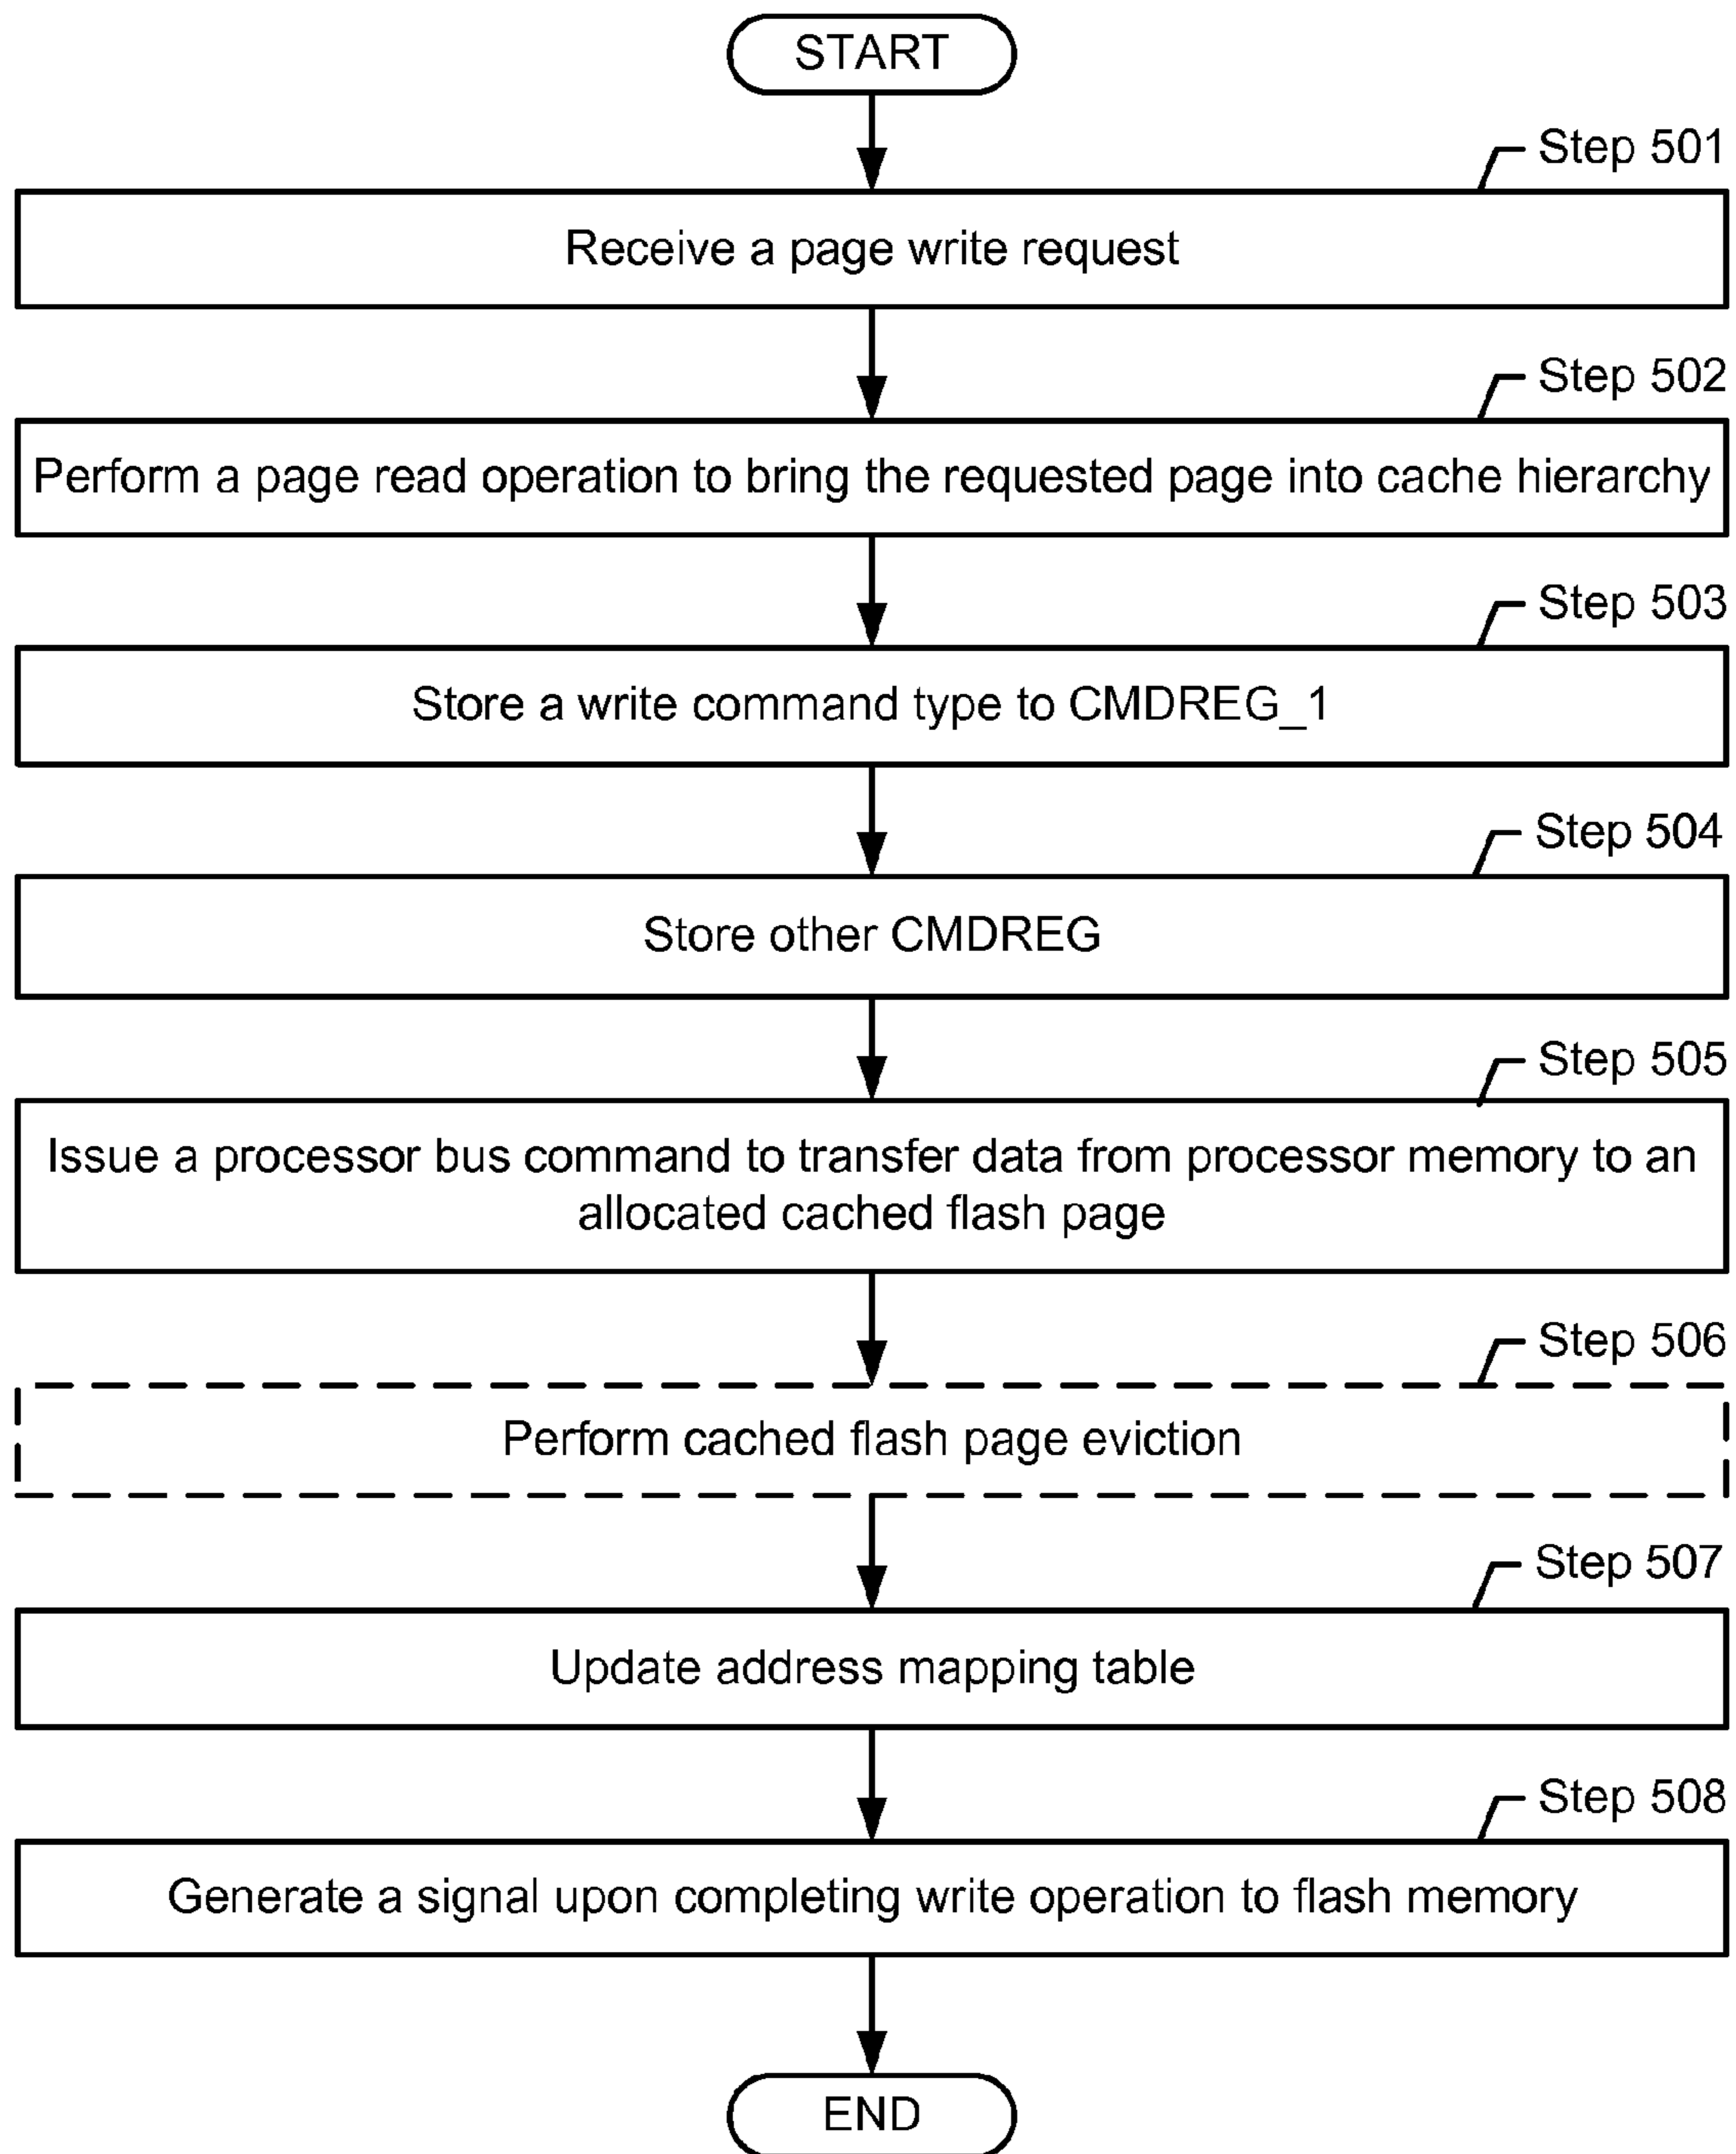 START
Step 501
Receive a page write request
Step 502
Perform a page read operation to bring the requested page into cache hierarchy
Step 503
Store a write command type to CMDREG_1
Step 504
Store other CMDREG
Step 505
Issue a processor bus command to transfer data from processor memory to an
allocated cached flash page
Step 506
Perform cached flash page eviction
Step 507
Update address mapping table
Step 508
Generate a signal upon completing write operation to flash memory
END